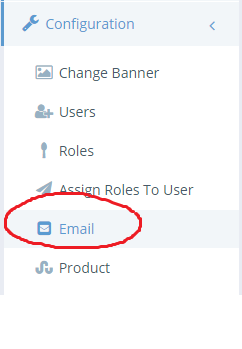 Configuration
Change Banner
Users
Roles
Assign Roles To User
Email
Product